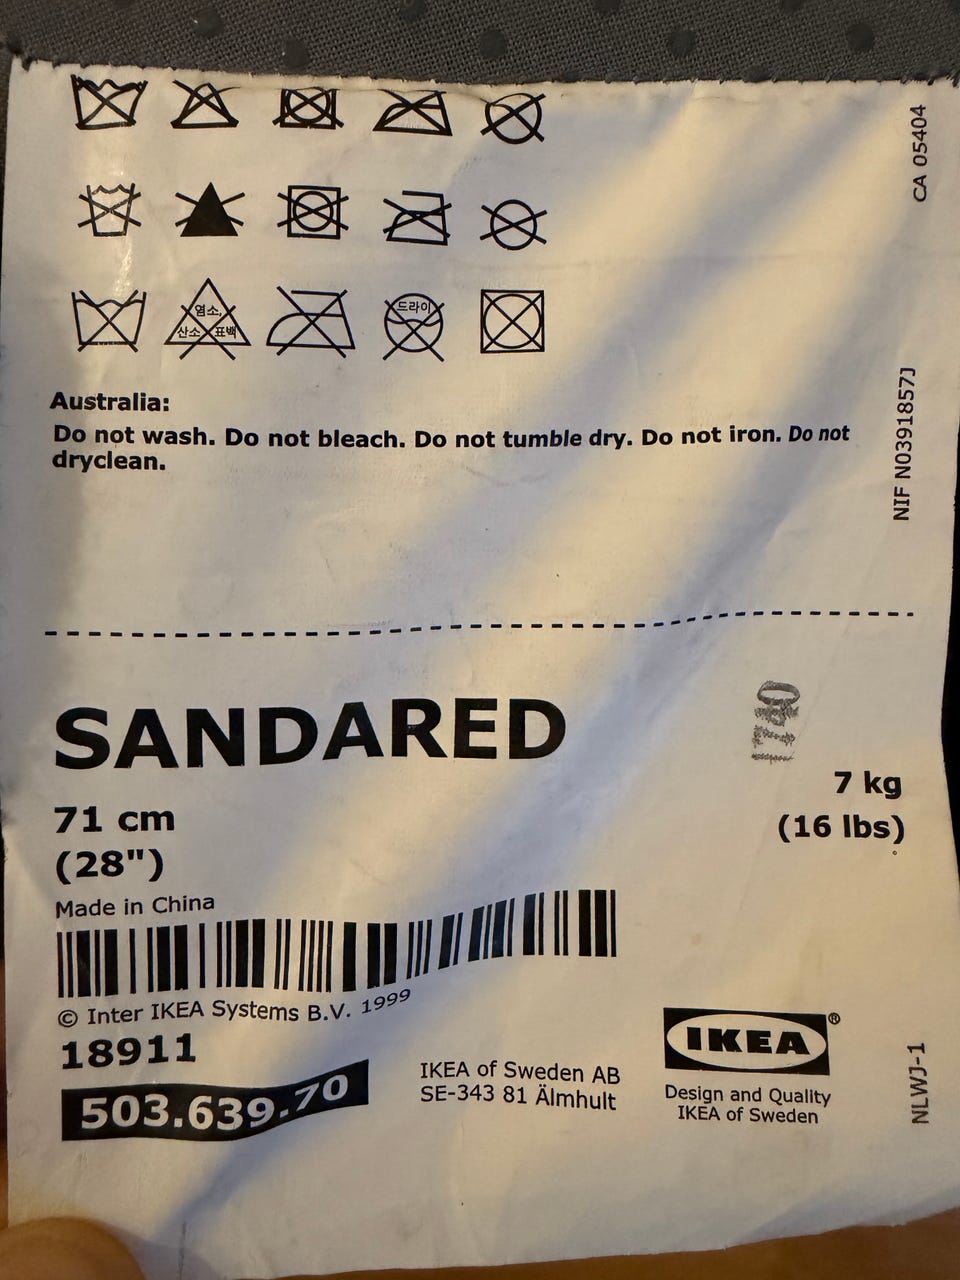 CA 05404
염소,
산소 표백
드라이
Australia:
Do not wash. Do not bleach. Do not tumble dry. Do not iron. Do not
dryclean.
NIF N0391857J
SANDARED
1740
71 cm
(28")
7 kg
(16 lbs)
Made in China
© Inter IKEA Systems B.V. 1999
18911
503.639.70
IKEA of Sweden AB
SE-343 81 Älmhult
IKEA®
Design and Quality
IKEA of Sweden
NLWJ-1